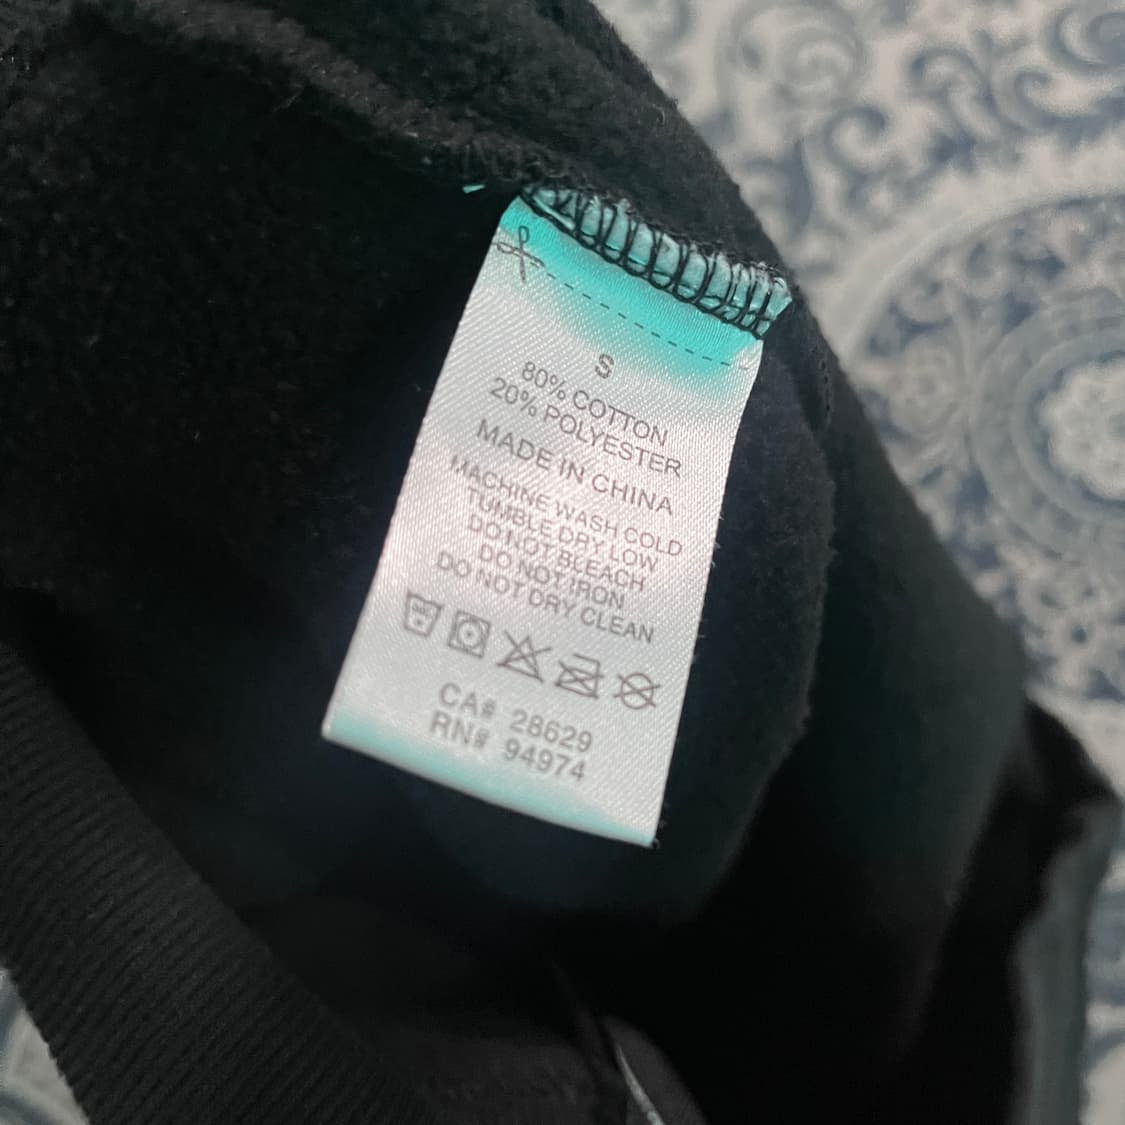 S
80% COTTON
20% POLYESTER
MADE IN CHINA
MACHINE WASH COLD
TUMBLE DRY LOW
DO NOT BLEACH
DO NOT IRON
DO NOT DRY CLEAN
CA# 28629
RN# 94974